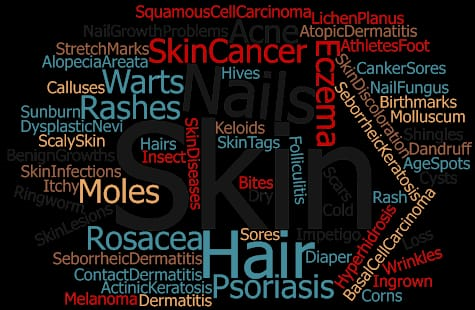 SquamousCellCarcinoma
LichenPlanus
NailGrowthProblems
Acne
AtopicDermatitis
StretchMarks
SkinCancer
AthletesFoot
AlopeciaAreata
Eczema
SkinDiscoloration
CankerSores
Warts
Hives
Nails
Calluses
NailFungus
SeborrheicKeratosis
Birthmarks
Rashes
Sunburn
Molluscum
DysplasticNevi
SkinDiseases
Keloids
Shingles
ScalySkin
Hairs
SkinTags
Folliculitis
Dandruff
BenignGrowths
Insect
AgeSpots
SkinInfections
Cysts
Itchy
Moles
Bites
Scars
Ringworm
Dry
Skin
Rash
Cold
SkinLesions
Hyperhidrosis
BasalCellCarcinoma
Rosacea
Sores
Impetigo
Loss
Hair
SeborrheicDermatitis
Diaper
Wrinkles
ContactDermatitis
Ingrown
ActinicKeratosis
Psoriasis
Corns
Melanoma
Dermatitis